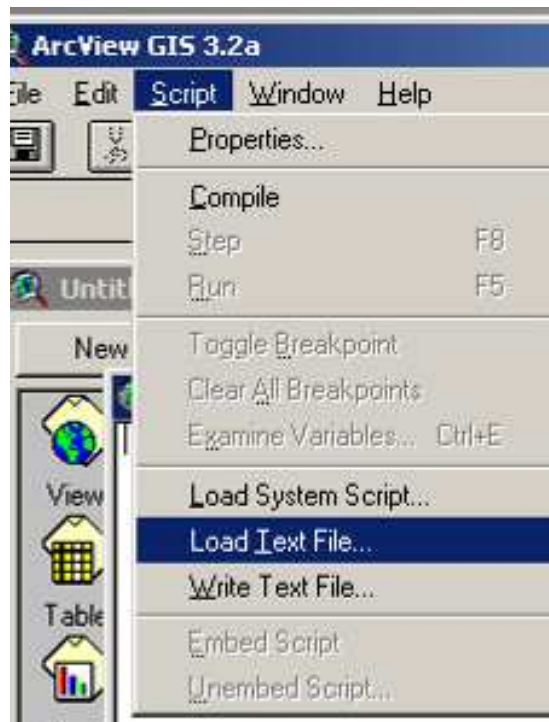 ArcView GIS 3.2a
File Edit Script Window Help
Properties...
Compile
Step F8
Run F5
Untitl
New
Toggle Breakpoint
Clear All Breakpoints
Examine Variables... Ctrl+E
View
Load System Script...
Load Text File...
Write Text File...
Table
Embed Script
Unembed Script...